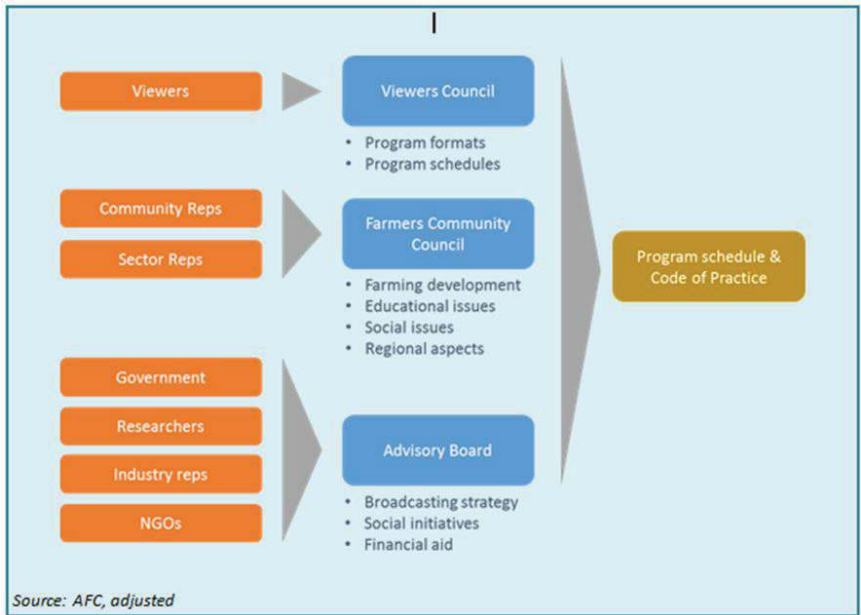 Viewers
Viewers Council
• Program formats
• Program schedules
Community Reps
Sector Reps
Farmers Community
Council
• Farming development
• Educational issues
• Social issues
• Regional aspects
Program schedule &
Code of Practice
Government
Researchers
Industry reps
NGOs
Advisory Board
• Broadcasting strategy
• Social initiatives
• Financial aid
Source: AFC, adjusted